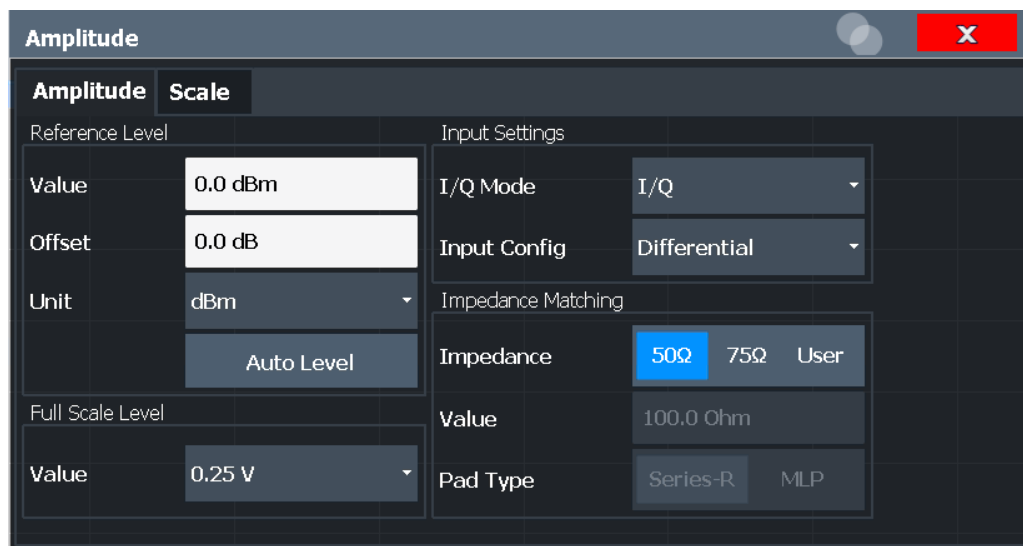 Amplitude
X
Amplitude Scale
Reference Level
Value 0.0 dBm
Offset 0.0 dB
Unit dBm
Auto Level
Full Scale Level
Value 0.25 V
Input Settings
I/Q Mode I/Q
Input Config Differential
Impedance Matching
Impedance 50Ω 75Ω User
Value 100.0 Ohm
Pad Type Series-R MLP